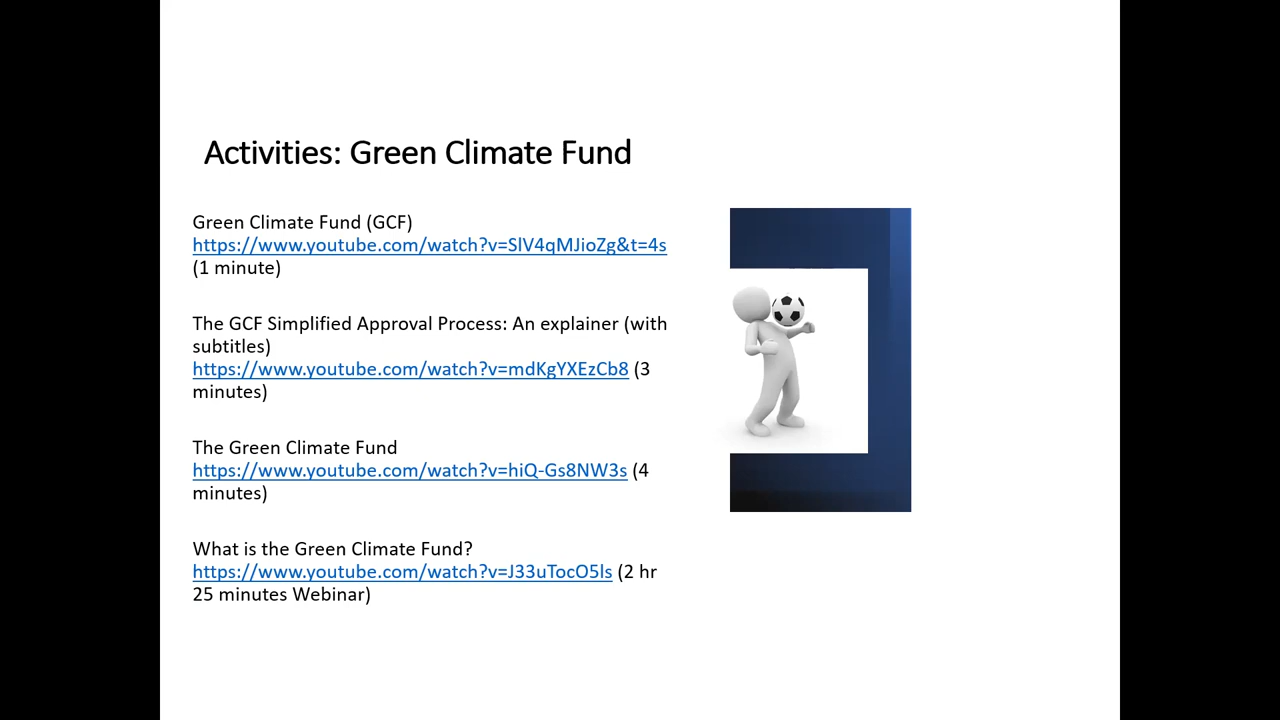 Activities: Green Climate Fund
Green Climate Fund (GCF)
https://www.youtube.com/watch?v=SlV4qMJioZg&t=4s
(1 minute)
The GCF Simplified Approval Process: An explainer (with
subtitles)
https://www.youtube.com/watch?v=mdKgYXEzCb8 (3
minutes)
The Green Climate Fund
https://www.youtube.com/watch?v=hiQ-Gs8NW3s (4
minutes)
What is the Green Climate Fund?
https://www.youtube.com/watch?v=J33uTocO5ls (2 hr
25 minutes Webinar)